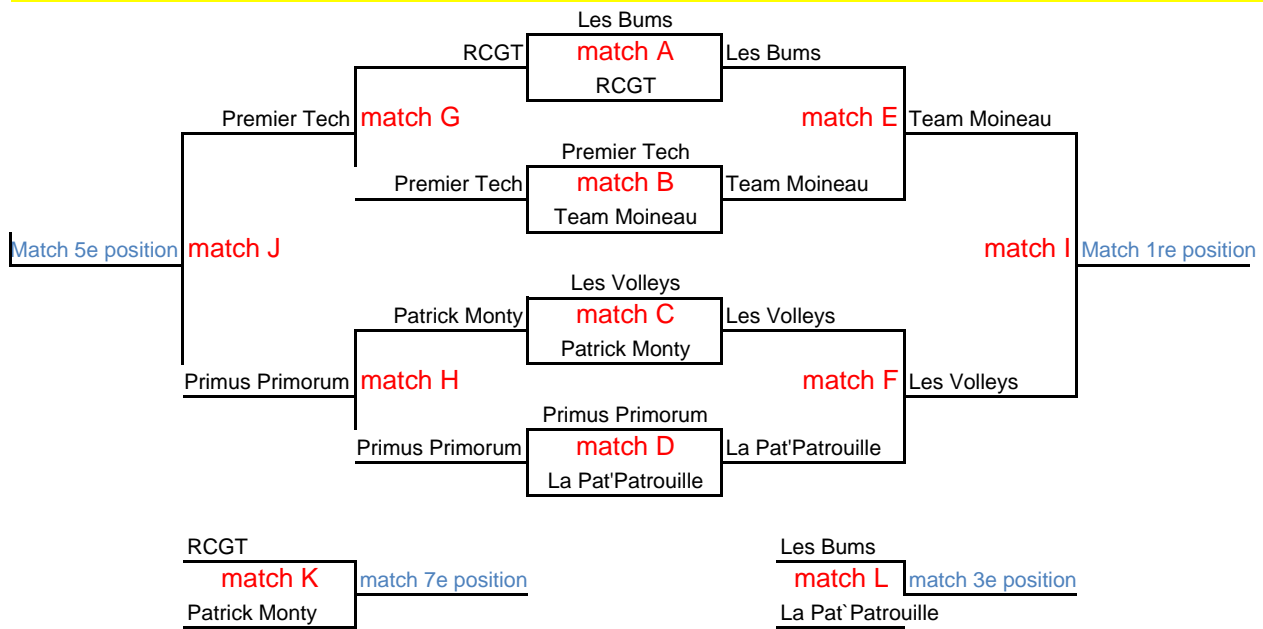 Les Bums
RCGT match A Les Bums
RCGT
Premier Tech match G match E Team Moineau
Premier Tech
Premier Tech match B Team Moineau
Team Moineau
Match 5e position match J match I Match 1re position
Les Volleys
Patrick Monty match C Les Volleys
Patrick Monty
Primus Primorum match H match F Les Volleys
Primus Primorum
Primus Primorum match D La Pat'Patrouille
La Pat'Patrouille
RCGT Les Bums
match K match 7e position match L match 3e position
Patrick Monty La Pat`Patrouille